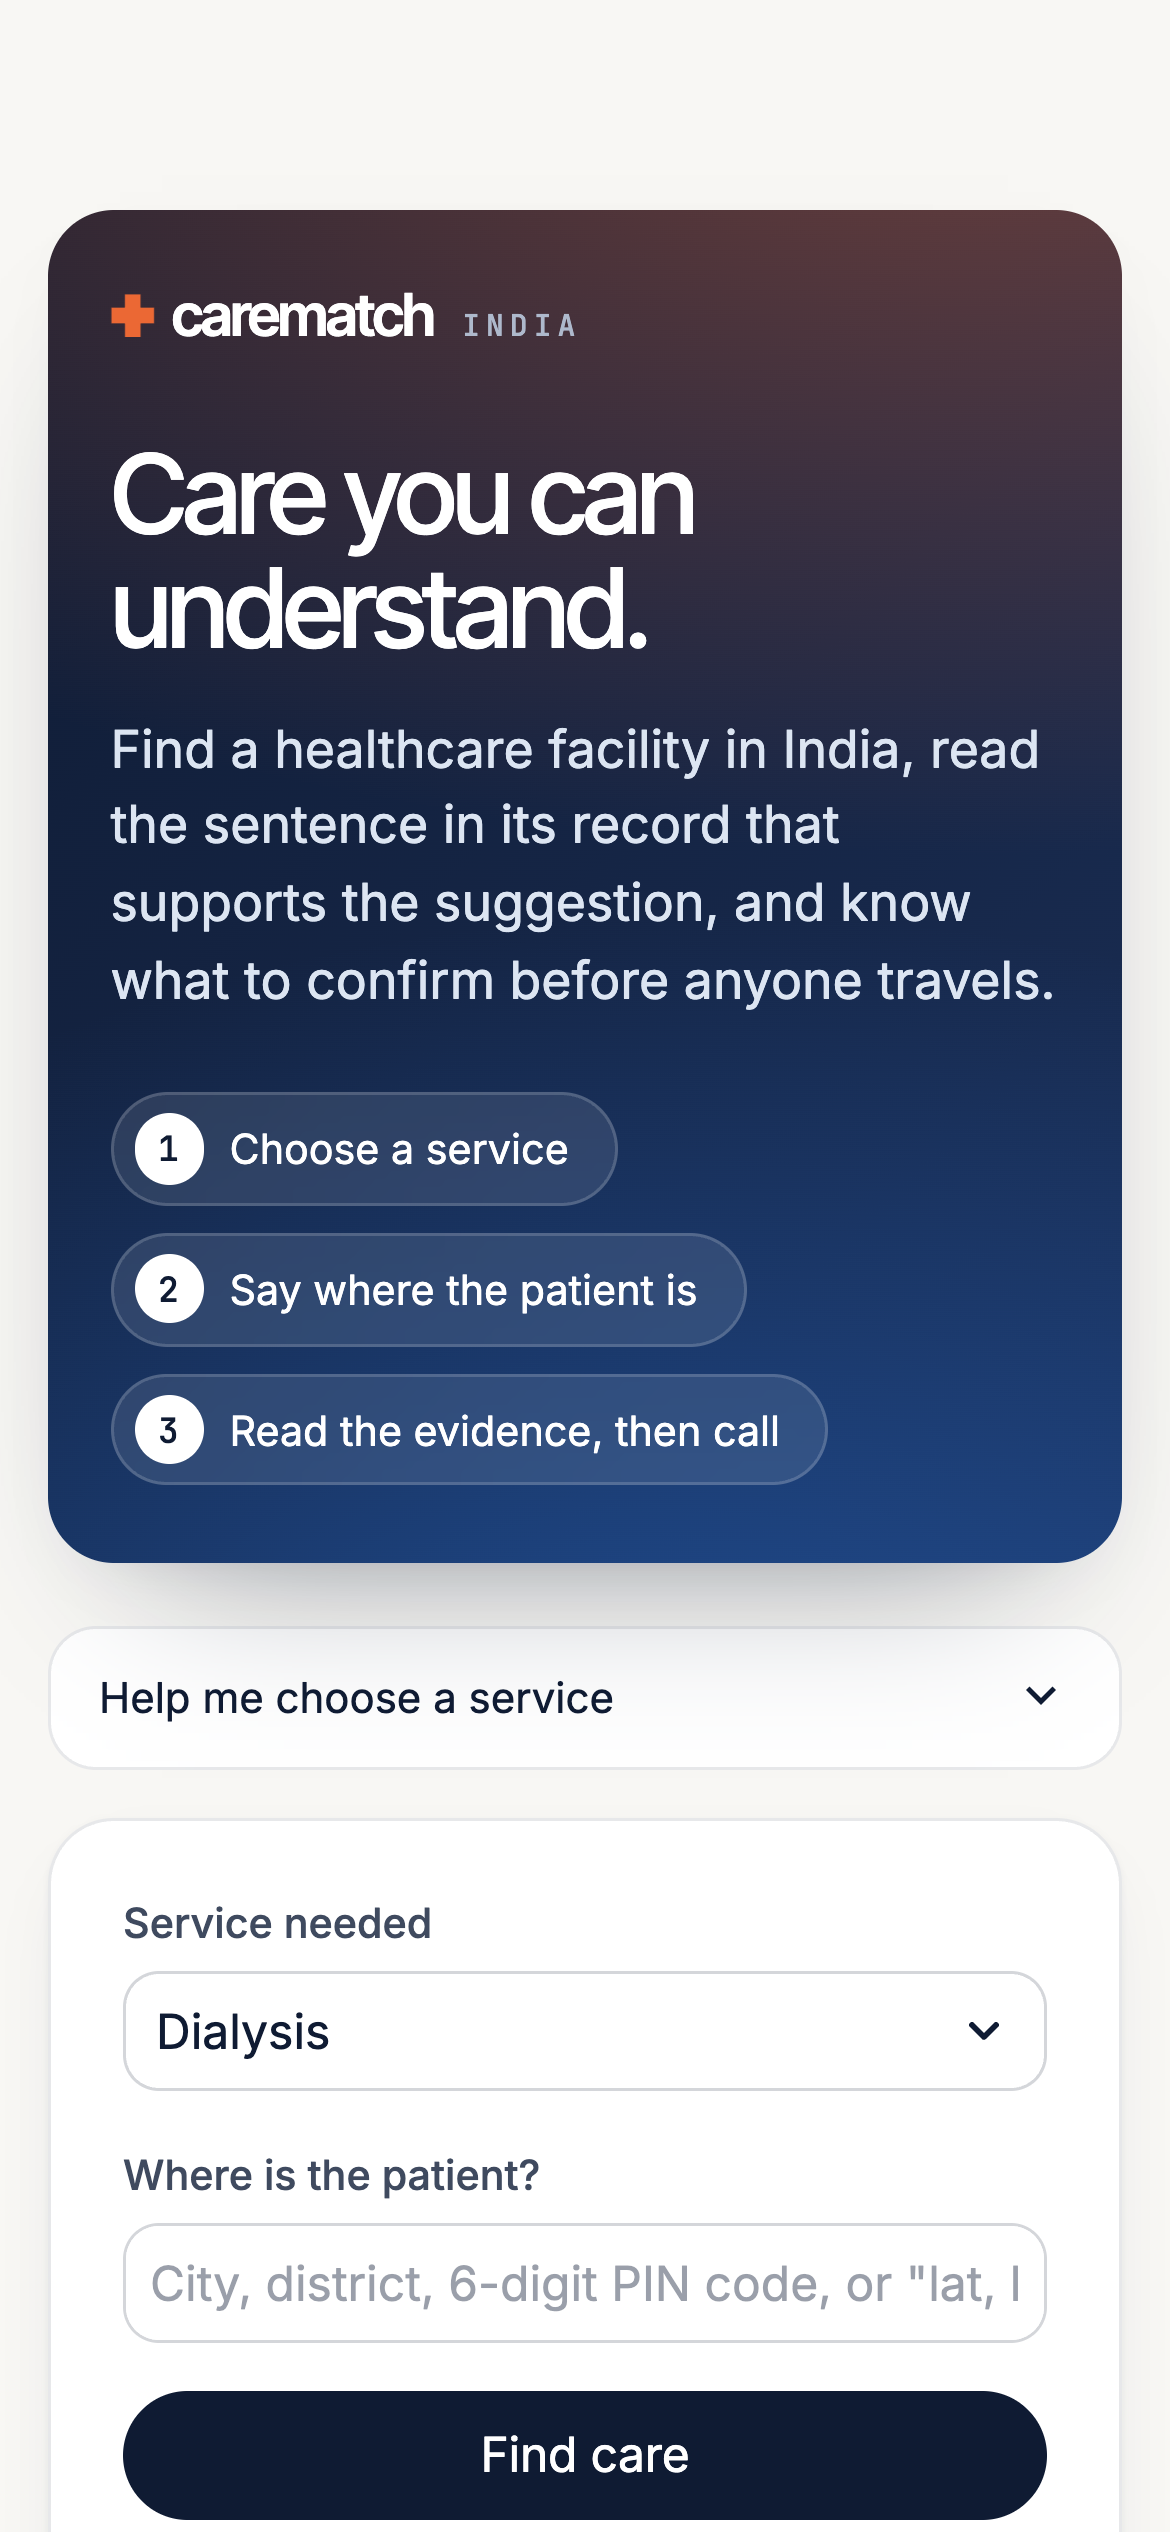 carematch INDIA
Care you can
understand.
Find a healthcare facility in India, read
the sentence in its record that
supports the suggestion, and know
what to confirm before anyone travels.
1 Choose a service
2 Say where the patient is
3 Read the evidence, then call
Help me choose a service
Service needed
Dialysis
Where is the patient?
City, district, 6-digit PIN code, or "lat, l
Find care